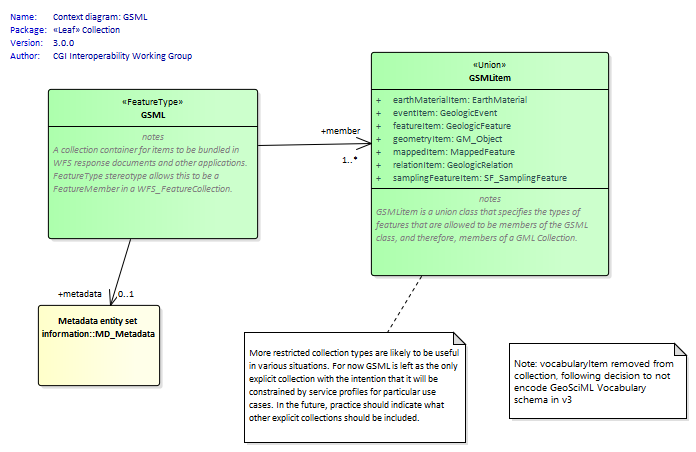 Name: Context diagram: GSML
Package: «Leaf» Collection
Version: 3.0.0
Author: CGI Interoperability Working Group
«FeatureType»
GSML
notes
A collection container for items to be bundled in
WFS response documents and other applications.
FeatureType stereotype allows this to be a
FeatureMember in a WFS_FeatureCollection.
+member
1..*
«Union»
GSMLitem
+ earthMaterialItem: EarthMaterial
+ eventItem: GeologicEvent
+ featureItem: GeologicFeature
+ geometryItem: GM_Object
+ mappedItem: MappedFeature
+ relationItem: GeologicRelation
+ samplingFeatureItem: SF_SamplingFeature
notes
GSMLitem is a union class that specifies the types of
features that are allowed to be members of the GSML
class, and therefore, members of a GML Collection.
+metadata 0..1
Metadata entity set
information::MD_Metadata
More restricted collection types are likely to be useful
in various situations. For now GSML is left as the only
explicit collection with the intention that it will be
constrained by service profiles for particular use
cases. In the future, practice should indicate what
other explicit collections should be included.
Note: vocabularyItem removed from
collection, following decision to not
encode GeoSciML Vocabulary
schema in v3